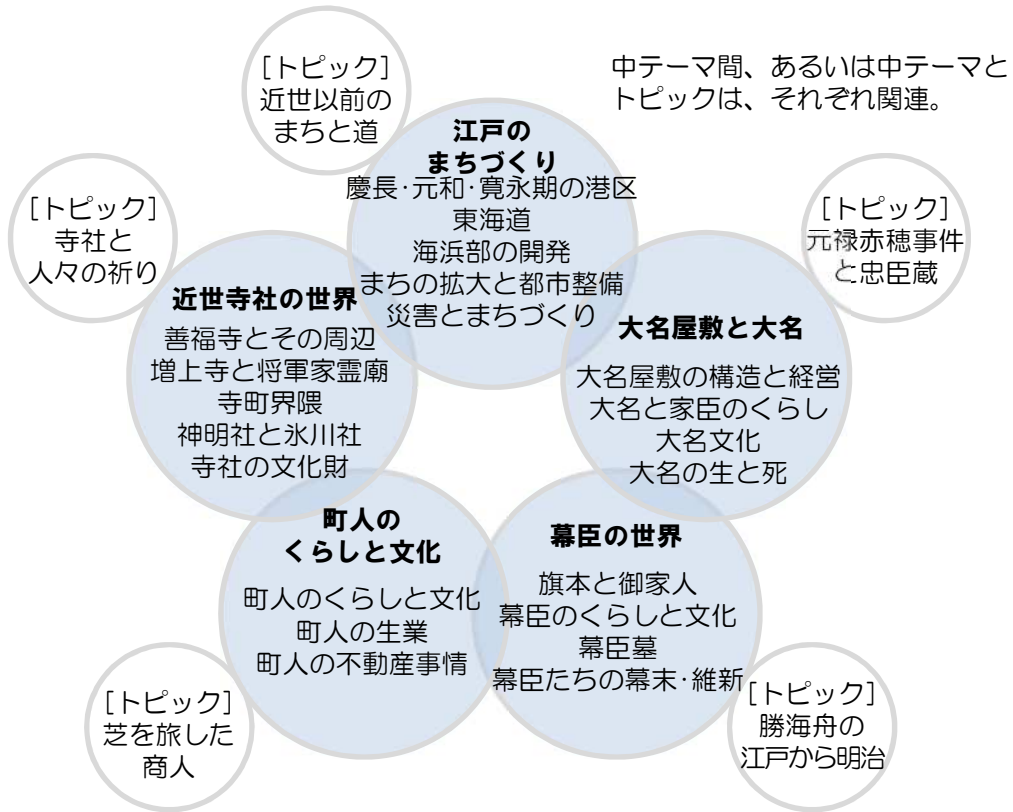 [トピック]
近世以前の
まちと道
中テーマ間、あるいは中テーマと
トピックは、それぞれ関連。
江戸の
まちづくり
慶長・元和・寛永期の港区
東海道
海浜部の開発
まちの拡大と都市整備
災害とまちづくり
[トピック]
寺社と
人々の祈り
[トピック]
元禄赤穂事件
と忠臣蔵
近世寺社の世界
善福寺とその周辺
増上寺と将軍家霊廟
寺町界隈
神明社と氷川社
寺社の文化財
大名屋敷と大名
大名屋敷の構造と経営
大名と家臣のくらし
大名文化
大名の生と死
町人の
くらしと文化
町人のくらしと文化
町人の生業
町人の不動産事情
幕臣の世界
旗本と御家人
幕臣のくらしと文化
幕臣墓
幕臣たちの幕末・維新
[トピック]
芝を旅した
商人
[トピック]
勝海舟の
江戸から明治